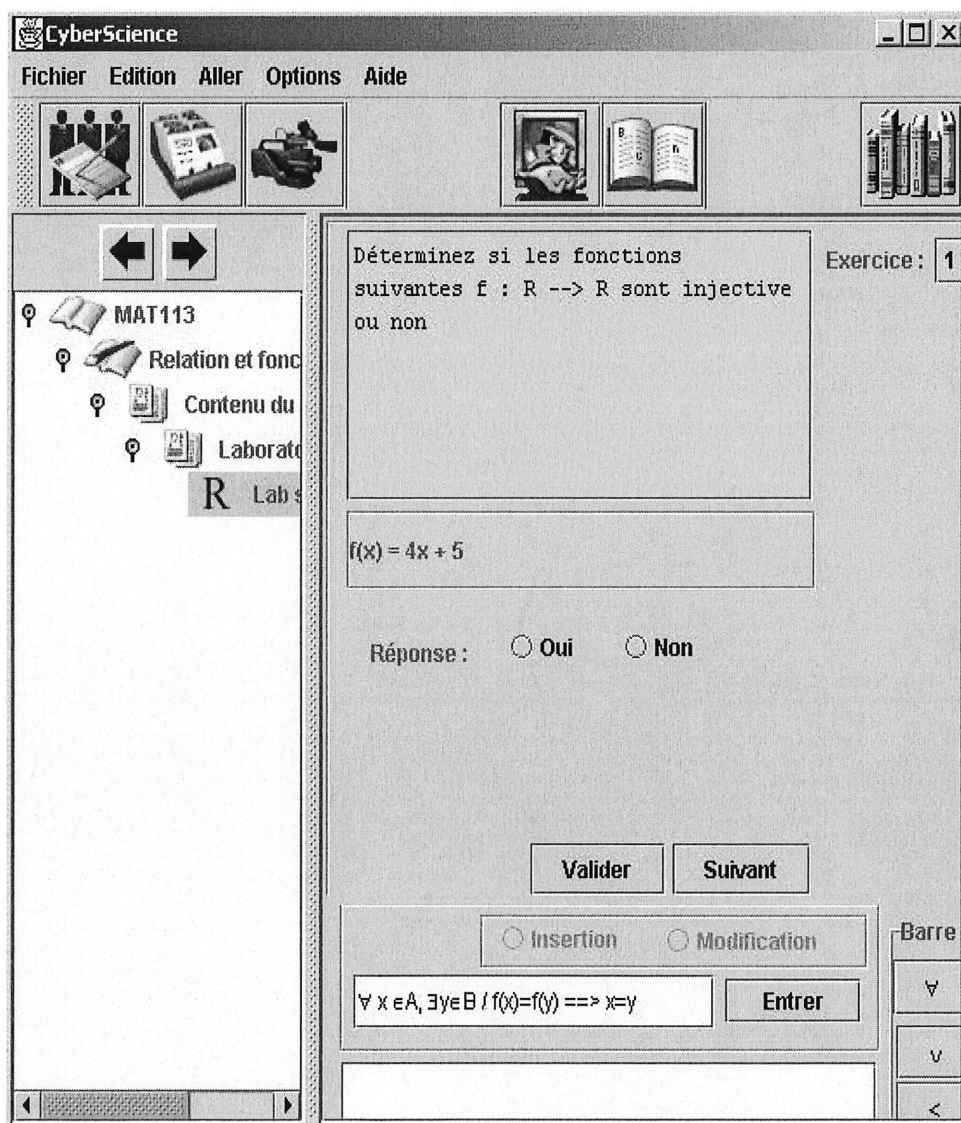 CyberScience
Fichier Edition Aller Options Aide
MAT113
Relation et fonc
Contenu du
Laborato
R Lab s
Déterminez si les fonctions
suivantes f : R --> R sont injective
ou non
Exercice : 1
f(x) = 4x + 5
Réponse : Oui Non
Valider Suivant
Insertion Modification
∀ x ∈A, ∃y∈B / f(x)=f(y) ==> x=y
Entrer
Barre
∀
v
<